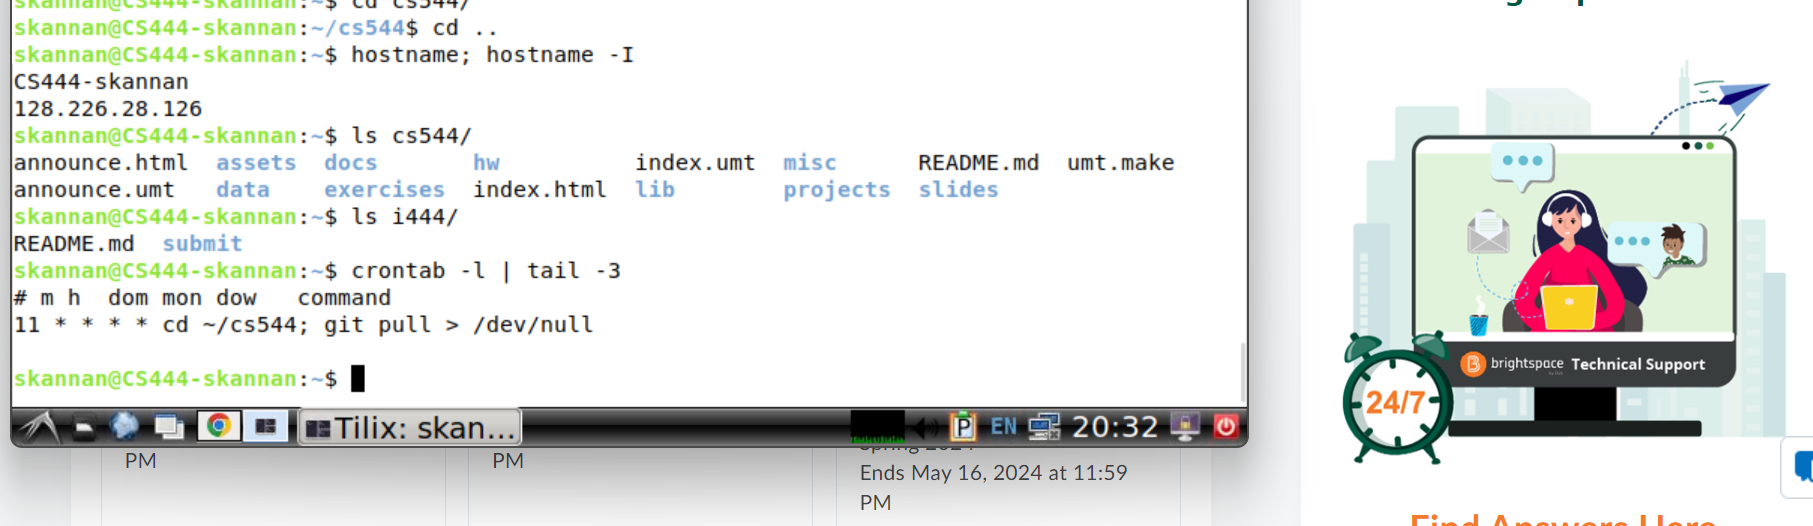 skannan@CS444-skannan:~$ cd cs544/
skannan@CS444-skannan:~/cs544$ cd ..
skannan@CS444-skannan:~$ hostname; hostname -I
CS444-skannan
128.226.28.126
skannan@CS444-skannan:~$ ls cs544/
announce.html assets docs hw index.umt misc README.md umt.make
announce.umt data exercises index.html lib projects slides
skannan@CS444-skannan:~$ ls i444/
README.md submit
skannan@CS444-skannan:~$ crontab -l | tail -3
# m h dom mon dow command
11 * * * * cd ~/cs544; git pull > /dev/null
skannan@CS444-skannan:~$
Tilix: skan...
P
EN
20:32
PM
PM
Spring 2024
Ends May 16, 2024 at 11:59
PM
B brightspace Technical Support
24/7
Find Answers Here